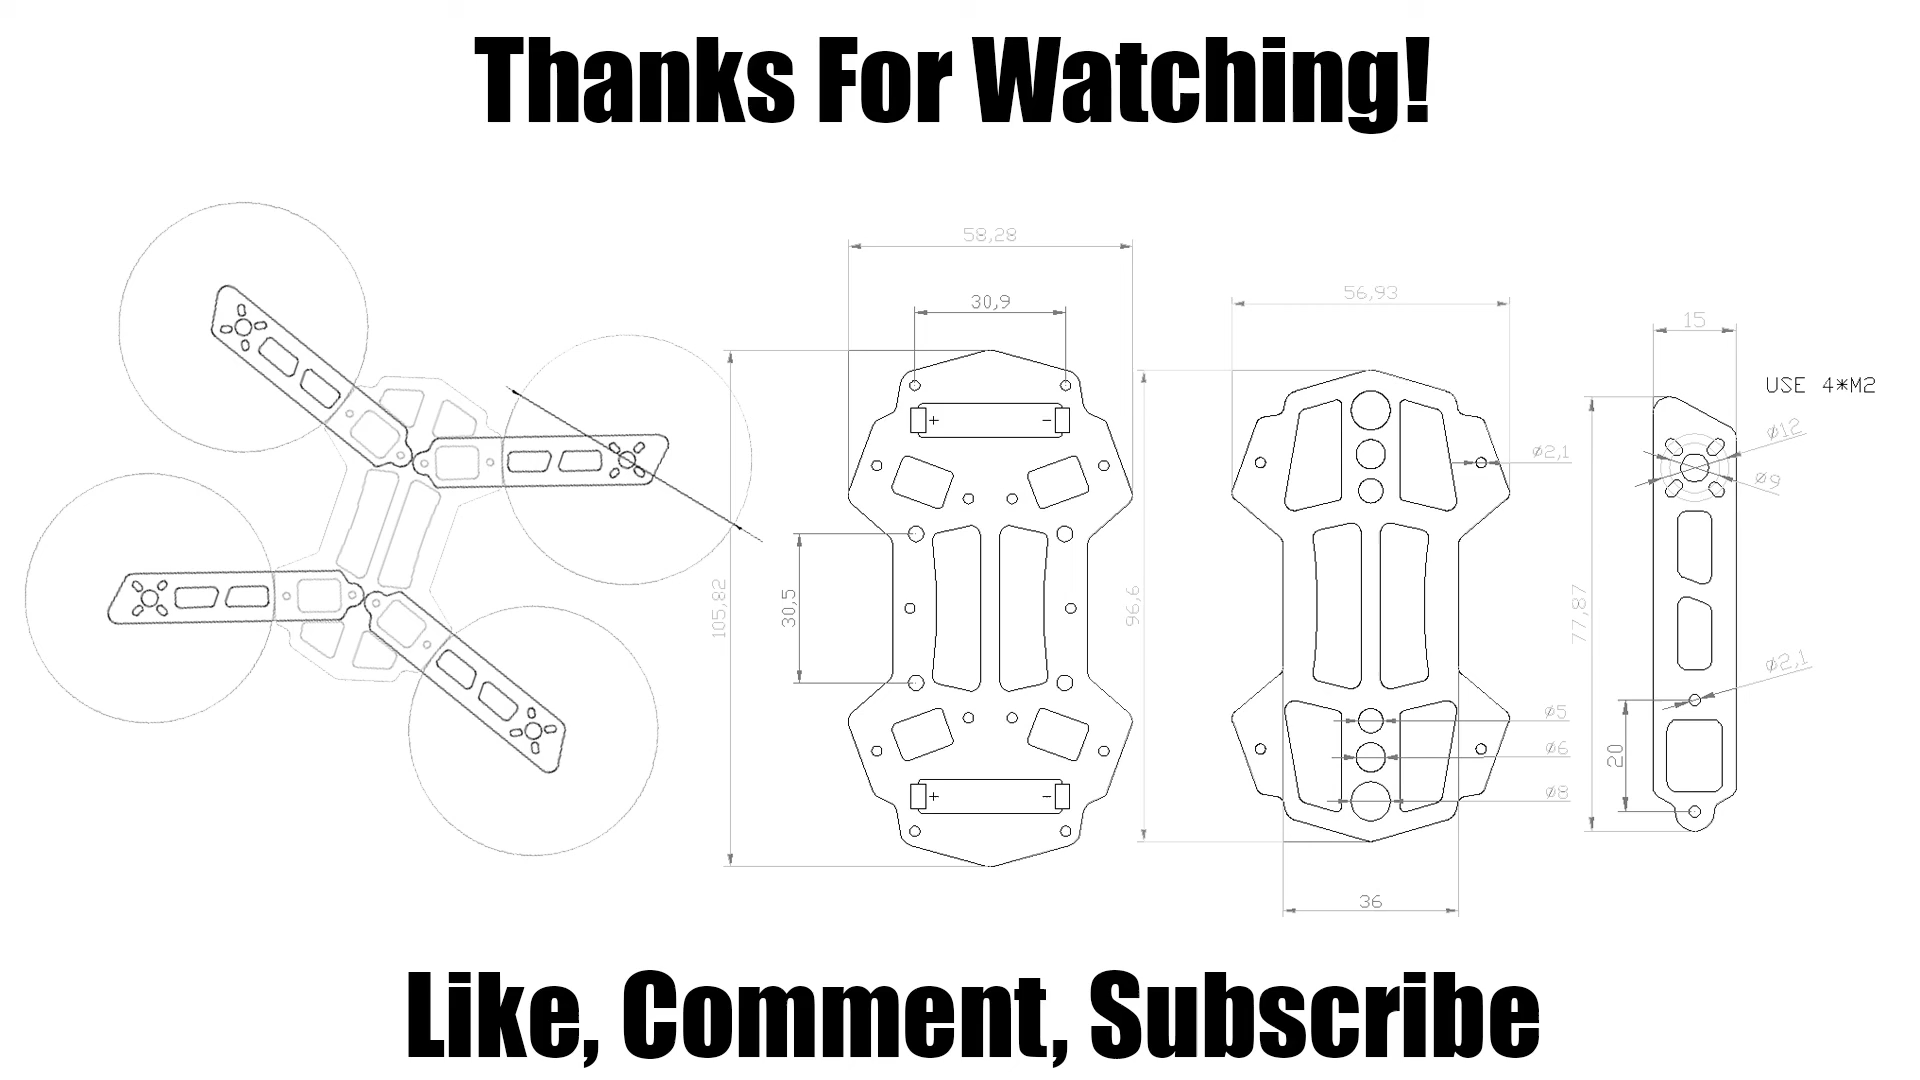 Thanks For Watching!
58,28
30,9
56,93
15
USE 4*M2
ø12
ø2,1
ø9
105,82
30,5
96,6
77,87
ø2,1
ø5
20
ø6
ø8
36
+ −
+ −
Like, Comment, Subscribe